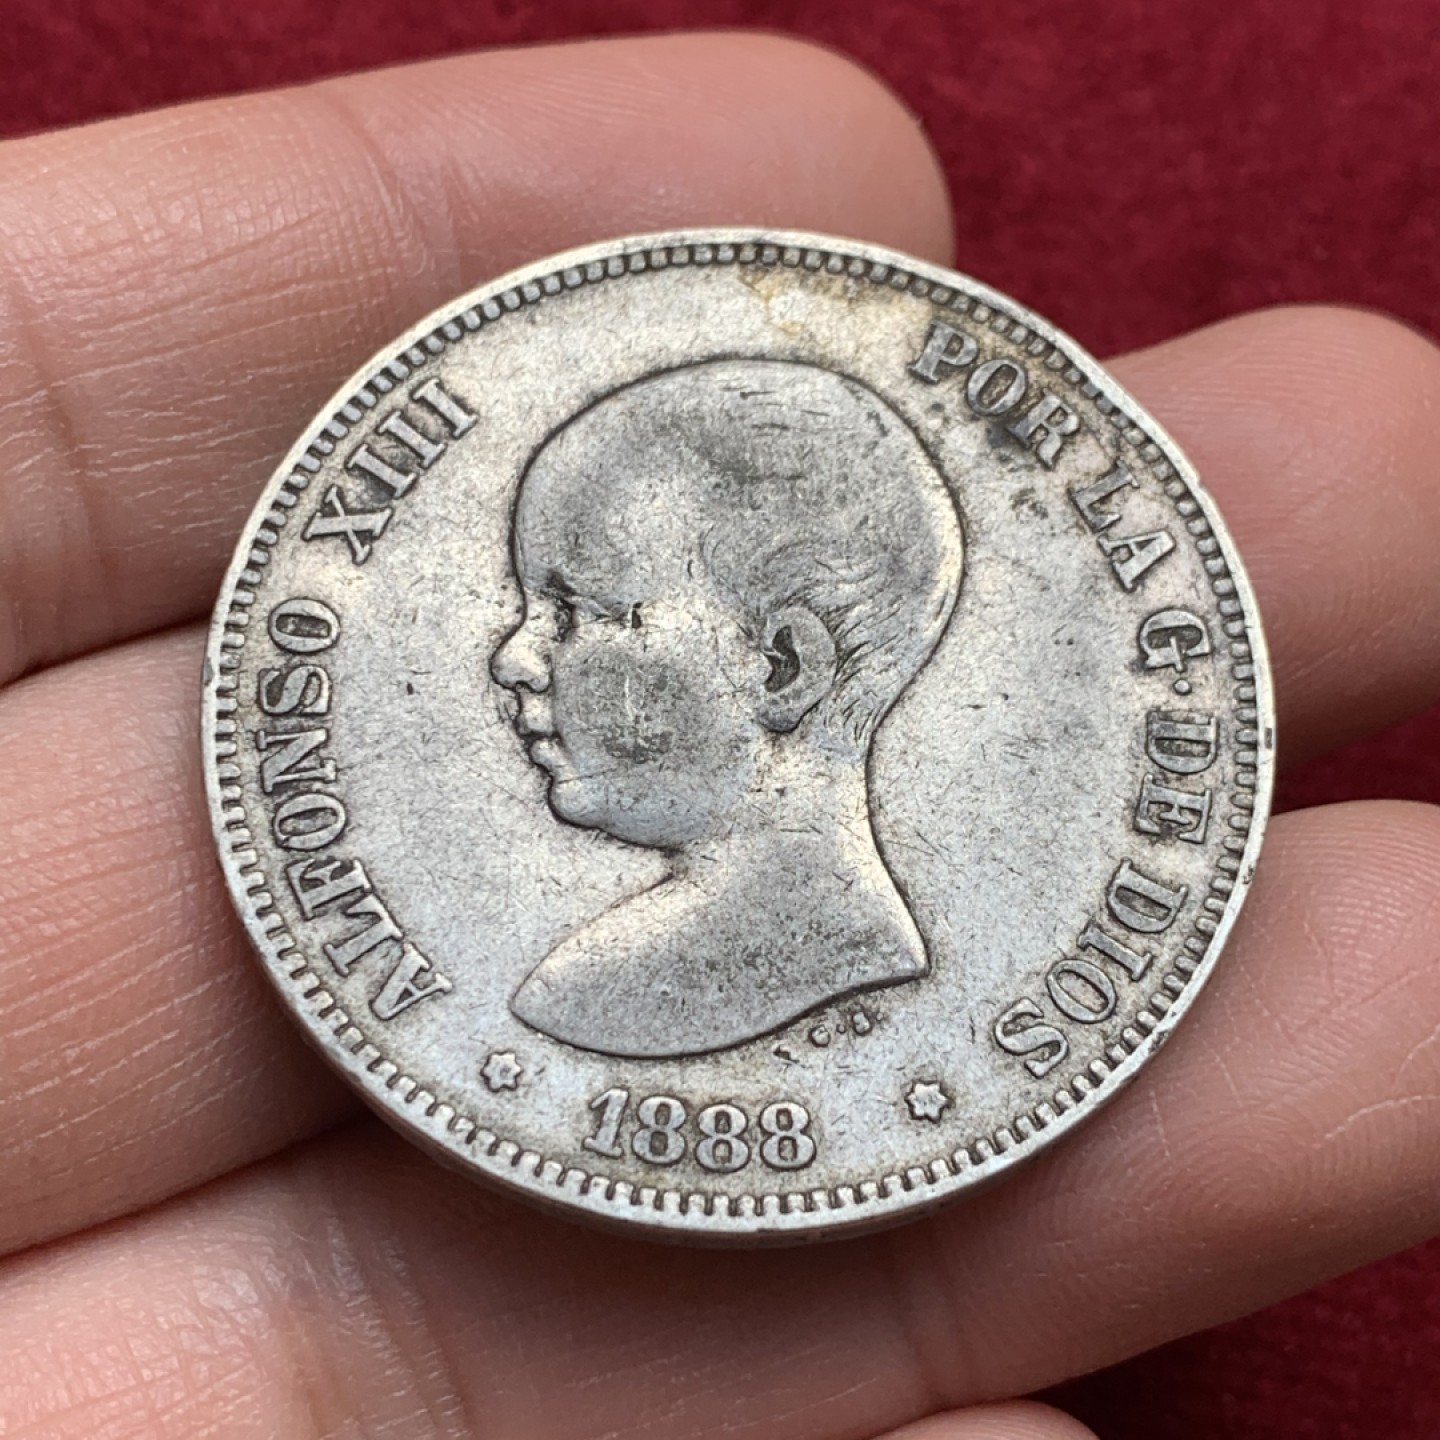 ALFONSO XIII POR LA G. DE DIOS
1888